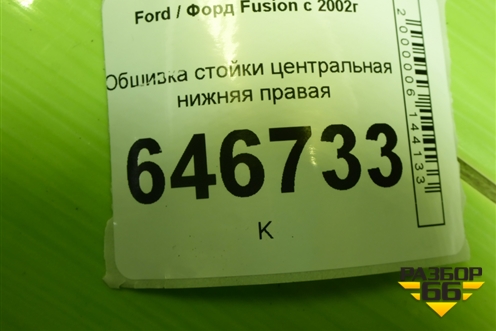 Ford / Форд Fusion с 2002г
Обшивка стойки центральная
нижняя правая
646733
К
2000006144133
РАЗБОР
66